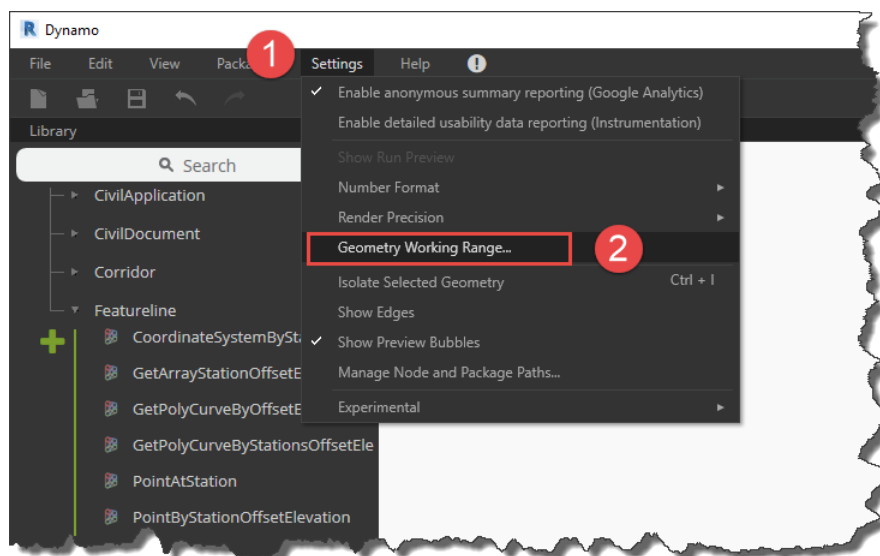 R Dynamo
File Edit View Packa 1 Settings Help !
Enable anonymous summary reporting (Google Analytics)
Enable detailed usability data reporting (Instrumentation)
Library
Show Run Preview
Search
Number Format
CivilApplication
Render Precision
CivilDocument
Geometry Working Range... 2
Corridor
Isolate Selected Geometry Ctrl + I
Featureline
Show Edges
CoordinateSystemBySta
Show Preview Bubbles
GetArrayStationOffsetE
Manage Node and Package Paths...
GetPolyCurveByOffsetE
Experimental
GetPolyCurveByStationsOffsetEle
PointAtStation
PointByStationOffsetElevation